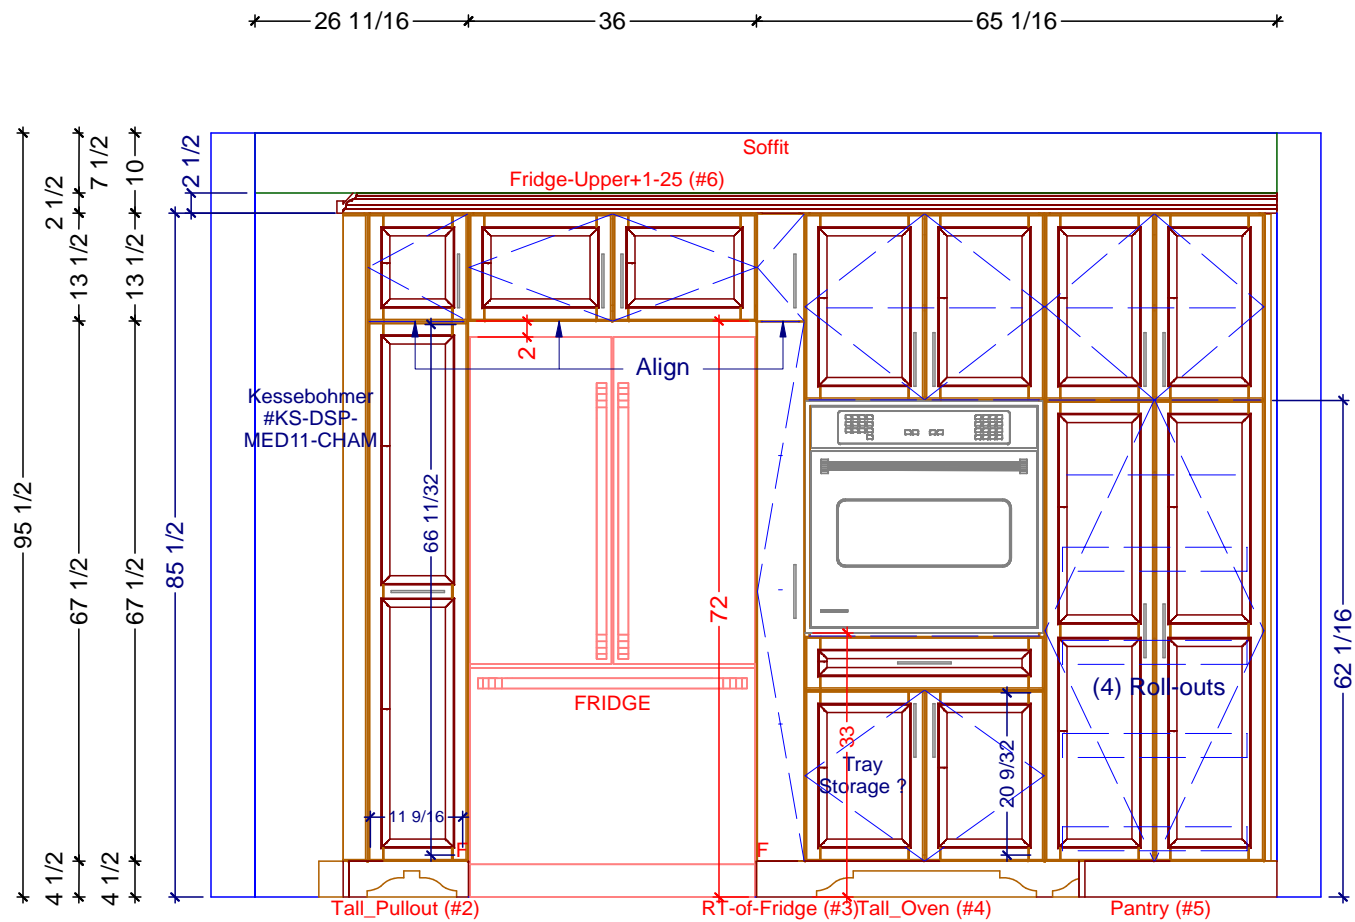 26 11/16
36
65 1/16
Soffit
Fridge-Upper+1-25 (#6)
2 1/2
7 1/2
10
2 1/2
13 1/2
13 1/2
2
Align
Kessebohmer
#KS-DSP-
MED11-CHAM
95 1/2
67 1/2
67 1/2
85 1/2
66 11/32
72
62 1/16
FRIDGE
(4) Roll-outs
33
Tray
Storage ?
20 9/32
11 9/16
F
F
4 1/2
4 1/2
Tall_Pullout (#2)
RT-of-Fridge (#3)
Tall_Oven (#4)
Pantry (#5)